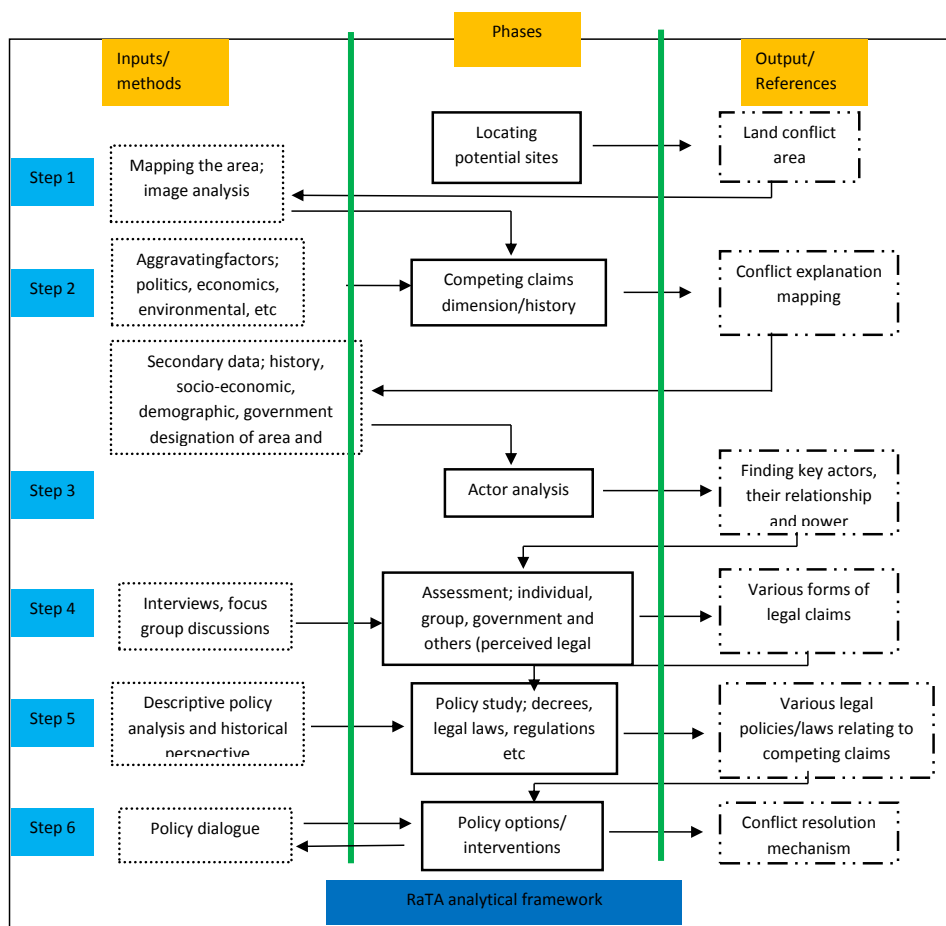 Phases
Inputs/
methods
Output/
References
Locating
potential sites
Land conflict
area
Step 1
Mapping the area;
image analysis
Step 2
Aggravatingfactors;
politics, economics,
environmental, etc
Competing claims
dimension/history
Conflict explanation
mapping
Secondary data; history,
socio-economic,
demographic, government
designation of area and
Step 3
Actor analysis
Finding key actors,
their relationship
and power
Step 4
Interviews, focus
group discussions
Assessment; individual,
group, government and
others (perceived legal
Various forms of
legal claims
Step 5
Descriptive policy
analysis and historical
perspective
Policy study; decrees,
legal laws, regulations
etc
Various legal
policies/laws relating to
competing claims
Step 6
Policy dialogue
Policy options/
interventions
Conflict resolution
mechanism
RaTA analytical framework